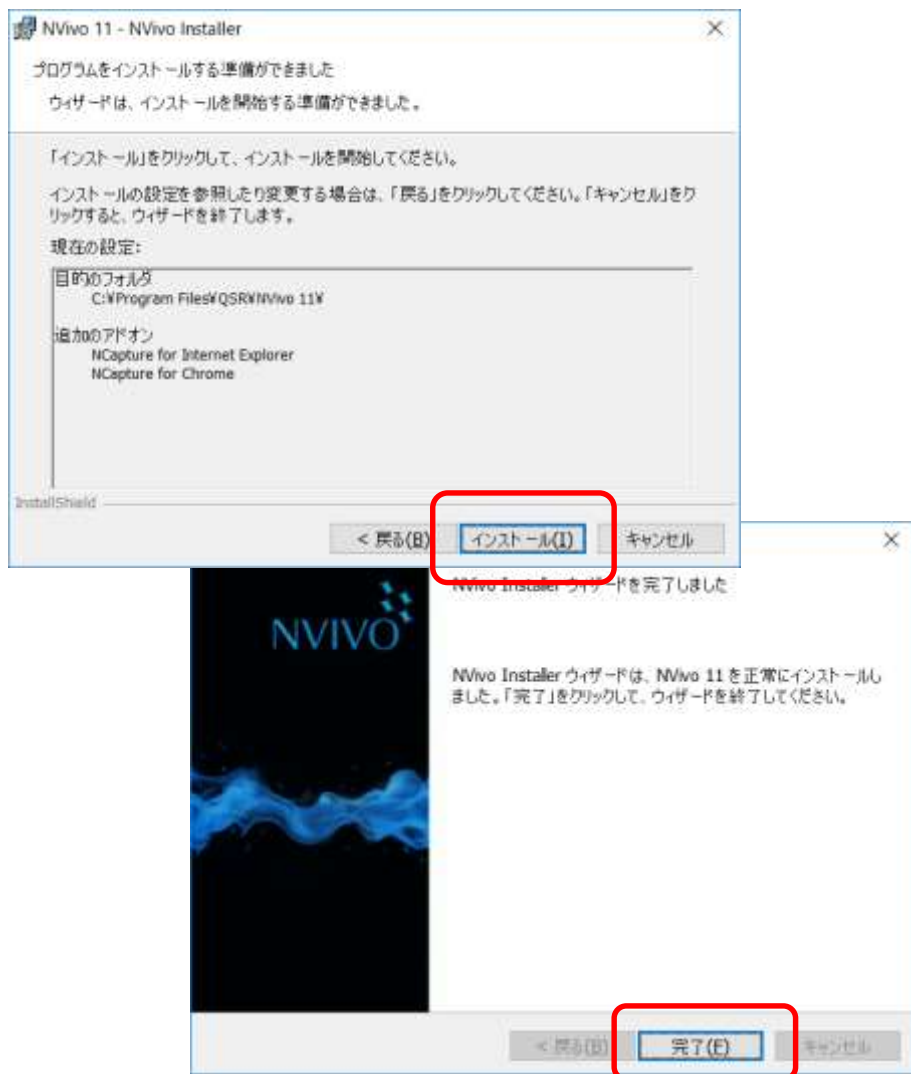 NVivo 11 - NVivo Installer
プログラムをインストールする準備ができました
ウィザードは、インストールを開始する準備ができました。
「インストール」をクリックして、インストールを開始してください。
インストールの設定を参照したり変更する場合は、「戻る」をクリックしてください。「キャンセル」をク
リックすると、ウィザードを終了します。
現在の設定:
目的のフォルダ
C:¥Program Files¥QSR¥NVivo 11¥
追加のアドオン
NCapture for Internet Explorer
NCapture for Chrome
InstallShield
< 戻る(B)
インストール(I)
キャンセル
NVivo Installer ウィザードを完了しました
NVIVO
NVivo Installer ウィザードは、NVivo 11 を正常にインストールし
ました。「完了」をクリックして、ウィザードを終了してください。
< 戻る(B)
完了(F)
キャンセル